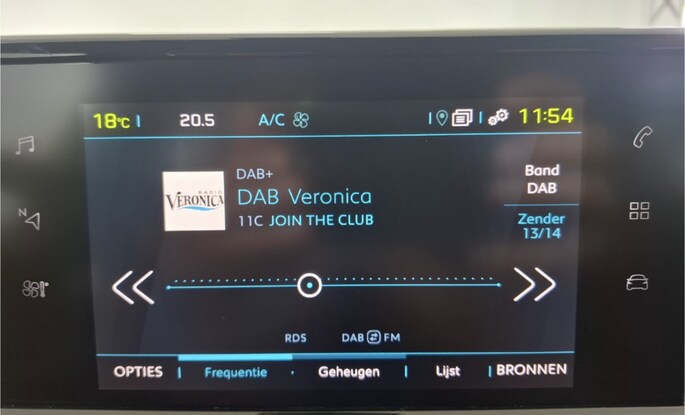 18°C 20.5 A/C 11:54
DAB+
RADIO
VERONICA
DAB Veronica
11C JOIN THE CLUB
Band
DAB
Zender
13/14
N
RDS DAB FM
OPTIES Frequentie Geheugen Lijst BRONNEN